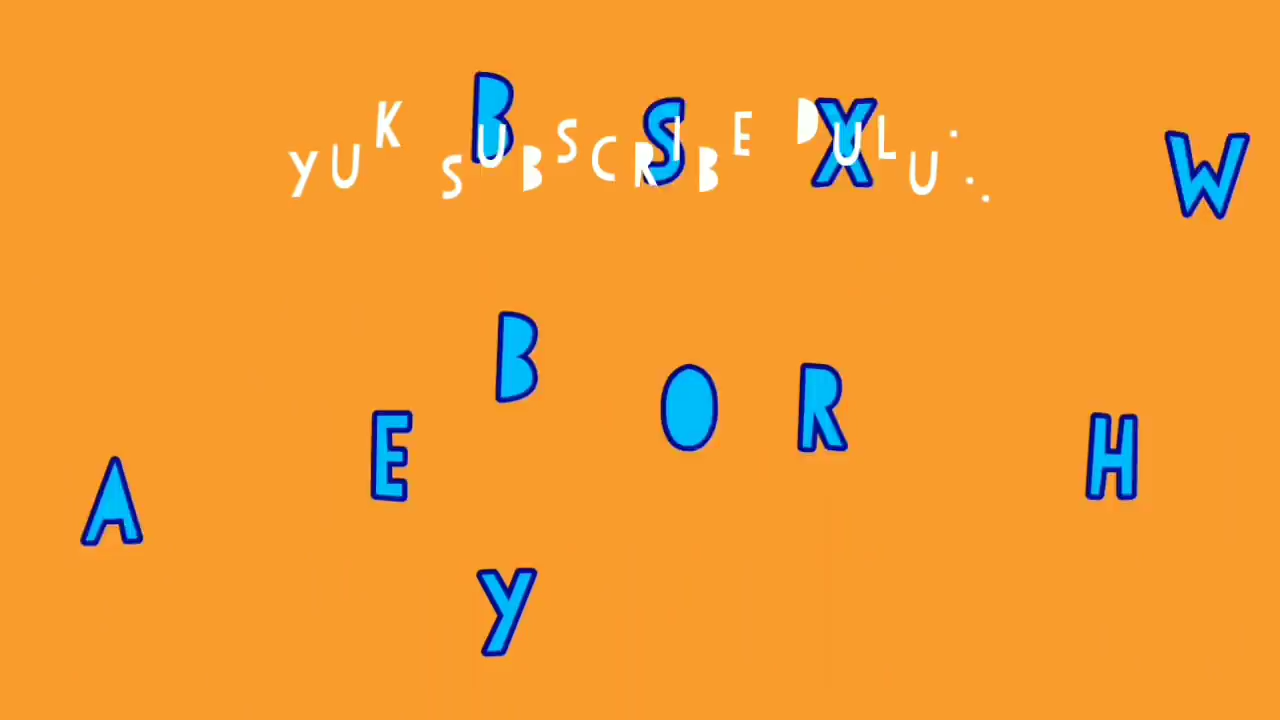 YUK SUBSCRIBE DULU...
B S X W
B O R
E H
A
Y